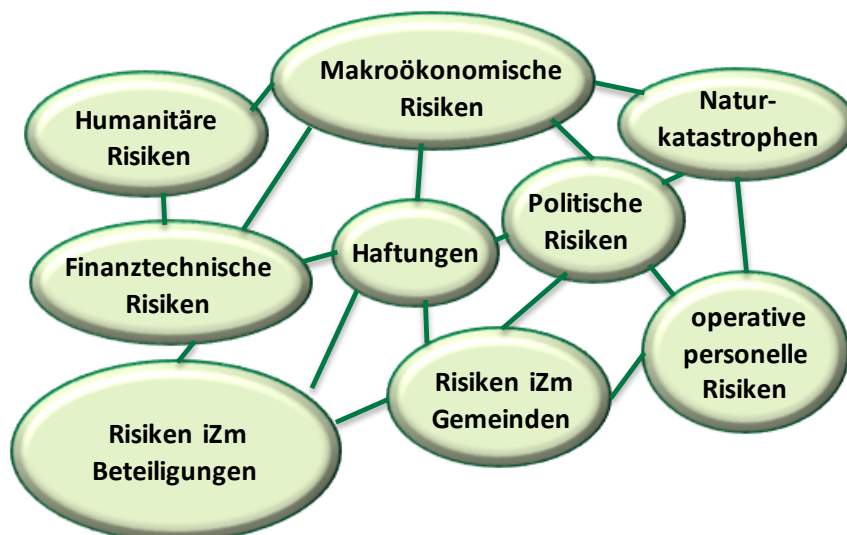 Makroökonomische
Risiken
Humanitäre
Risiken
Natur-
katastrophen
Politische
Risiken
Haftungen
Finanztechnische
Risiken
operative
personelle
Risiken
Risiken iZm
Gemeinden
Risiken iZm
Beteiligungen